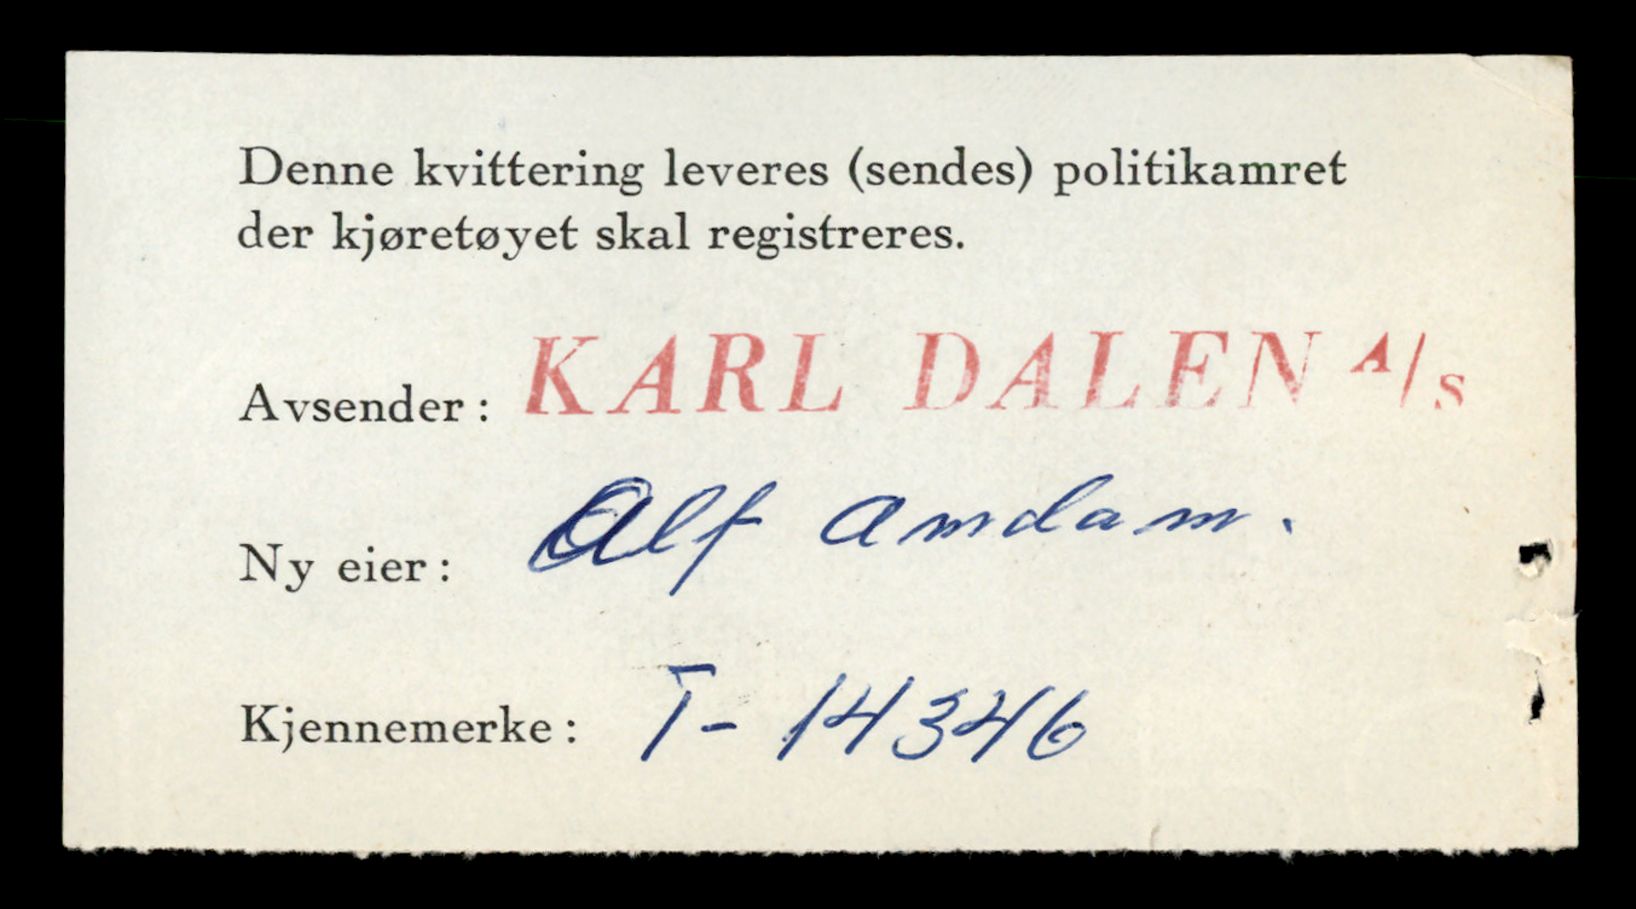 Denne kvittering leveres (sendes) politikamret
der kjøretøyet skal registreres.
Avsender: KARL DALEN A/s
Ny eier: Alf Amdam.
Kjennemerke: T- 14346